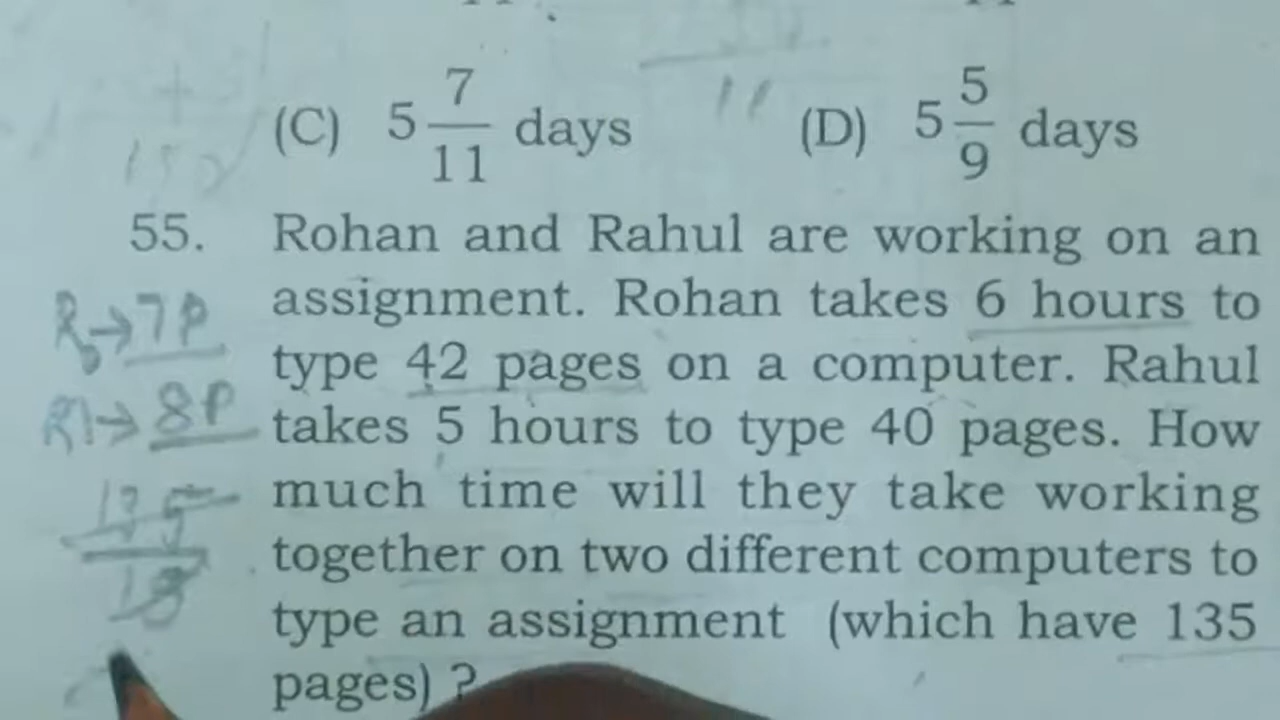 (C) 5 7/11 days (D) 5 5/9 days
55. Rohan and Rahul are working on an
assignment. Rohan takes 6 hours to
R→7P
type 42 pages on a computer. Rahul
→8P
takes 5 hours to type 40 pages. How
much time will they take working
135
together on two different computers to
type an assignment (which have 135
pages) ?